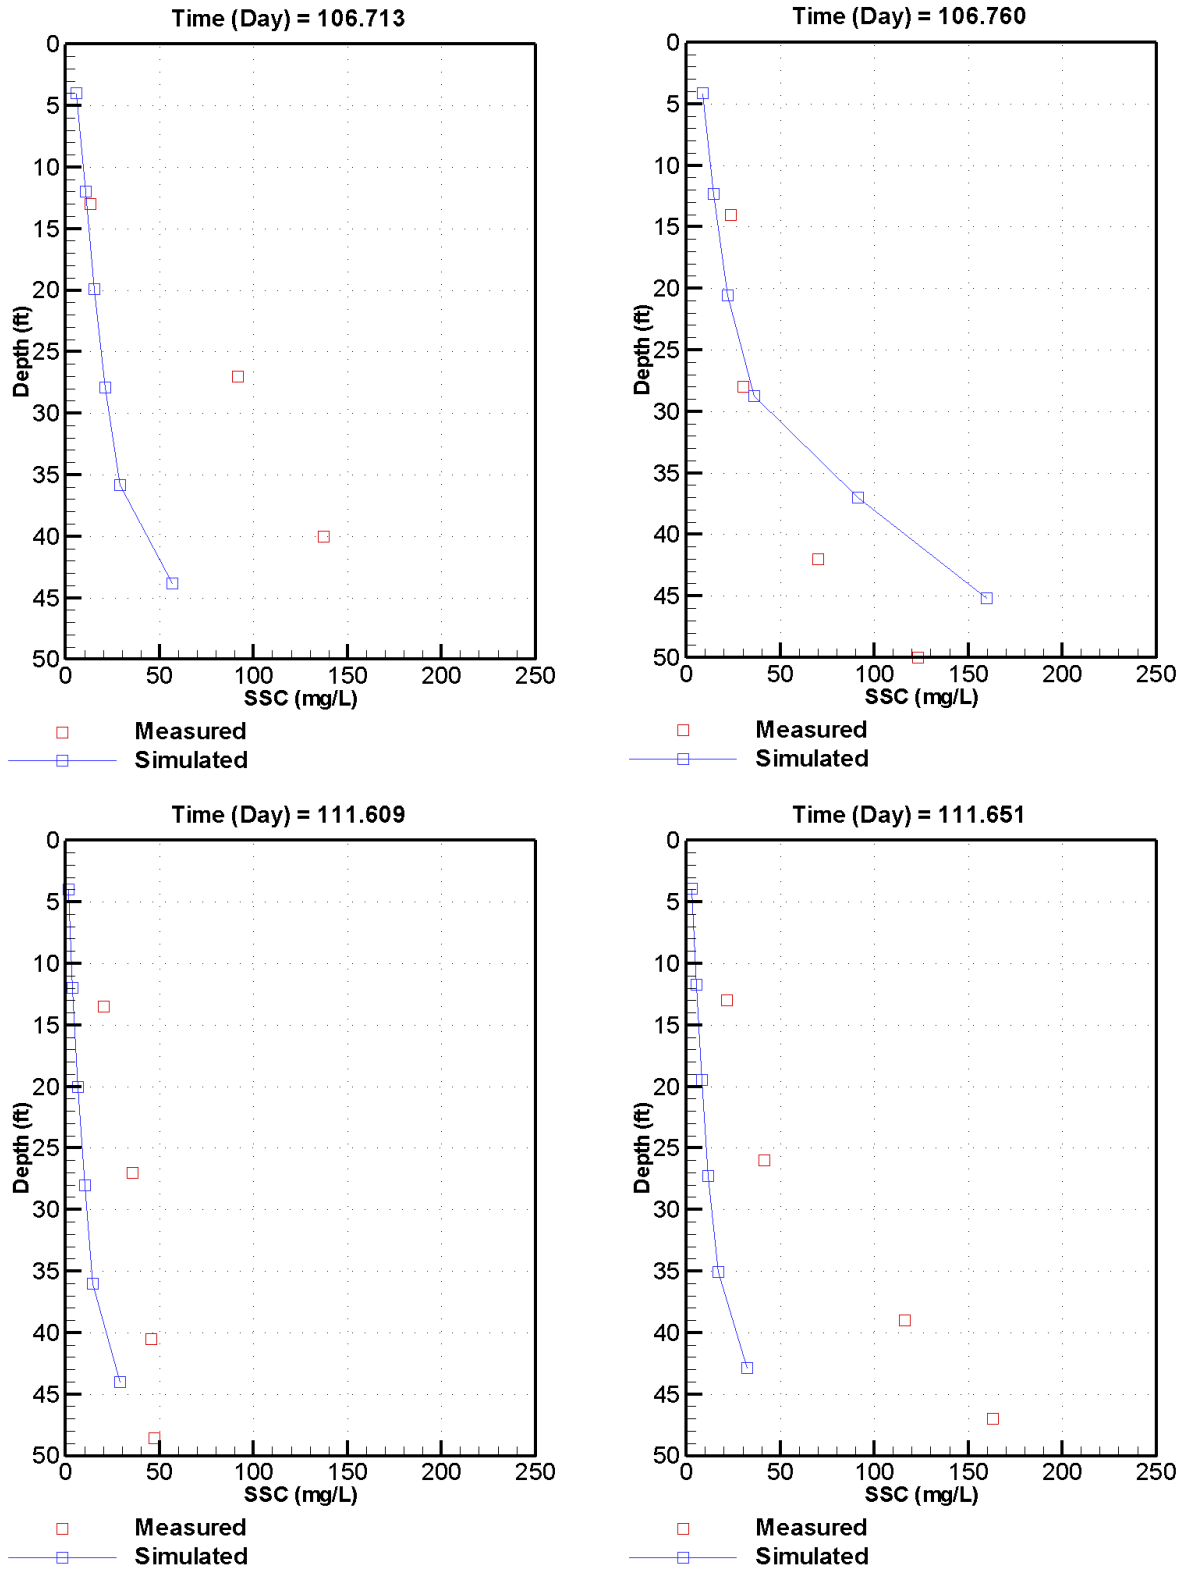 Time (Day) = 106.713
0
5
10
15
20
25
30
35
40
45
50
Depth (ft)
0 50 100 150 200 250
SSC (mg/L)
Measured
Simulated
Time (Day) = 106.760
0
5
10
15
20
25
30
35
40
45
50
Depth (ft)
0 50 100 150 200 250
SSC (mg/L)
Measured
Simulated
Time (Day) = 111.609
0
5
10
15
20
25
30
35
40
45
50
Depth (ft)
0 50 100 150 200 250
SSC (mg/L)
Measured
Simulated
Time (Day) = 111.651
0
5
10
15
20
25
30
35
40
45
50
Depth (ft)
0 50 100 150 200 250
SSC (mg/L)
Measured
Simulated